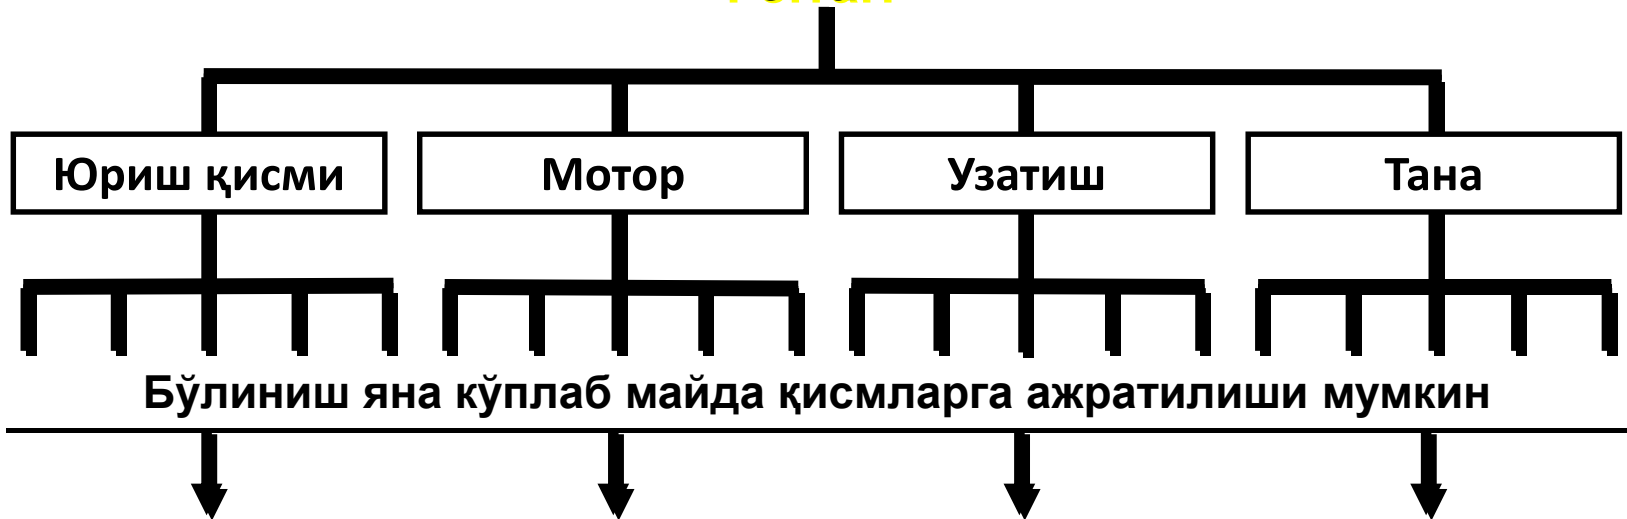 Юриш қисми
Мотор
Узатиш
Тана
Бўлиниш яна кўплаб майда қисмларга ажратилиши мумкин